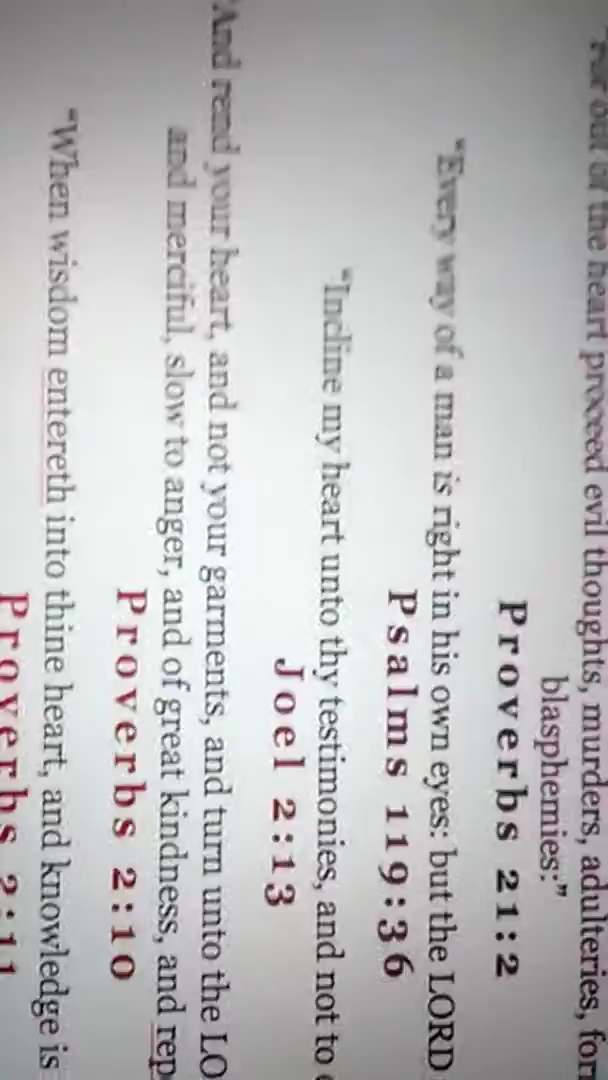 "For out of the heart proceed evil thoughts, murders, adulteries, for
blasphemies:"
Proverbs 21:2
"Every way of a man is right in his own eyes: but the LORD
Psalms 119:36
"Incline my heart unto thy testimonies, and not to
Joel 2:13
"And rend your heart, and not your garments, and turn unto the LO
and merciful, slow to anger, and of great kindness, and rep
Proverbs 2:10
"When wisdom entereth into thine heart, and knowledge is
Proverbs 2:11